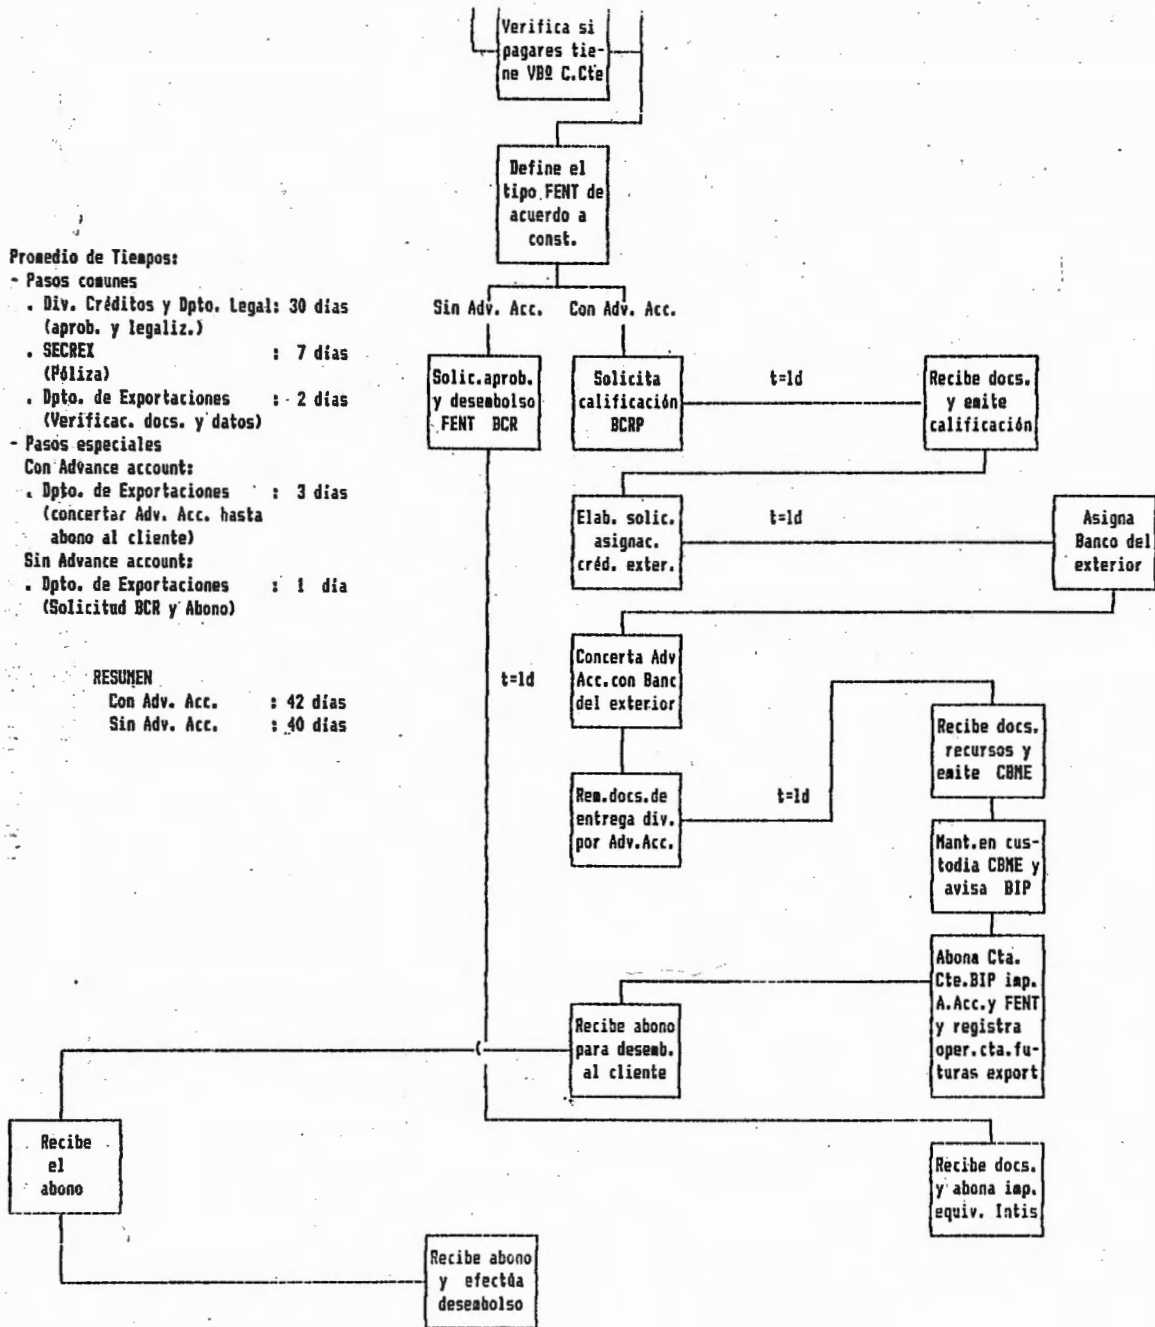 Verifica si
pagares tie-
ne VBº C.Cte
Define el
tipo FENT de
acuerdo a
const.
Promedio de Tiempos:
- Pasos comunes
. Div. Créditos y Dpto. Legal: 30 días
(aprob. y legaliz.)
. SECREX : 7 días
(Póliza)
. Dpto. de Exportaciones : 2 días
(Verificac. docs. y datos)
- Pasos especiales
Con Advance account:
. Dpto. de Exportaciones : 3 días
(concertar Adv. Acc. hasta
abono al cliente)
Sin Advance account:
. Dpto. de Exportaciones : 1 día
(Solicitud BCR y Abono)
RESUMEN
Con Adv. Acc. : 42 días
Sin Adv. Acc. : 40 días
Sin Adv. Acc. Con Adv. Acc.
Solic.aprob.
y desembolso
FENT BCR
Solicita
calificación
BCRP
t=1d
Recibe docs.
y emite
calificación
Elab. solic.
asignac.
créd. exter.
t=1d
Asigna
Banco del
exterior
Concerta Adv
Acc.con Banc
del exterior
t=1d
Rem.docs.de
entrega div.
por Adv.Acc.
t=1d
Recibe docs.
recursos y
emite CBME
Mant.en cus-
todia CBME y
avisa BIP
Abona Cta.
Cte.BIP imp.
A.Acc.y FENT
y registra
oper.cta.fu-
turas export
Recibe abono
para desemb.
al cliente
Recibe
el
abono
Recibe docs.
y abona imp.
equiv. Intis
Recibe abono
y efectúa
desembolso